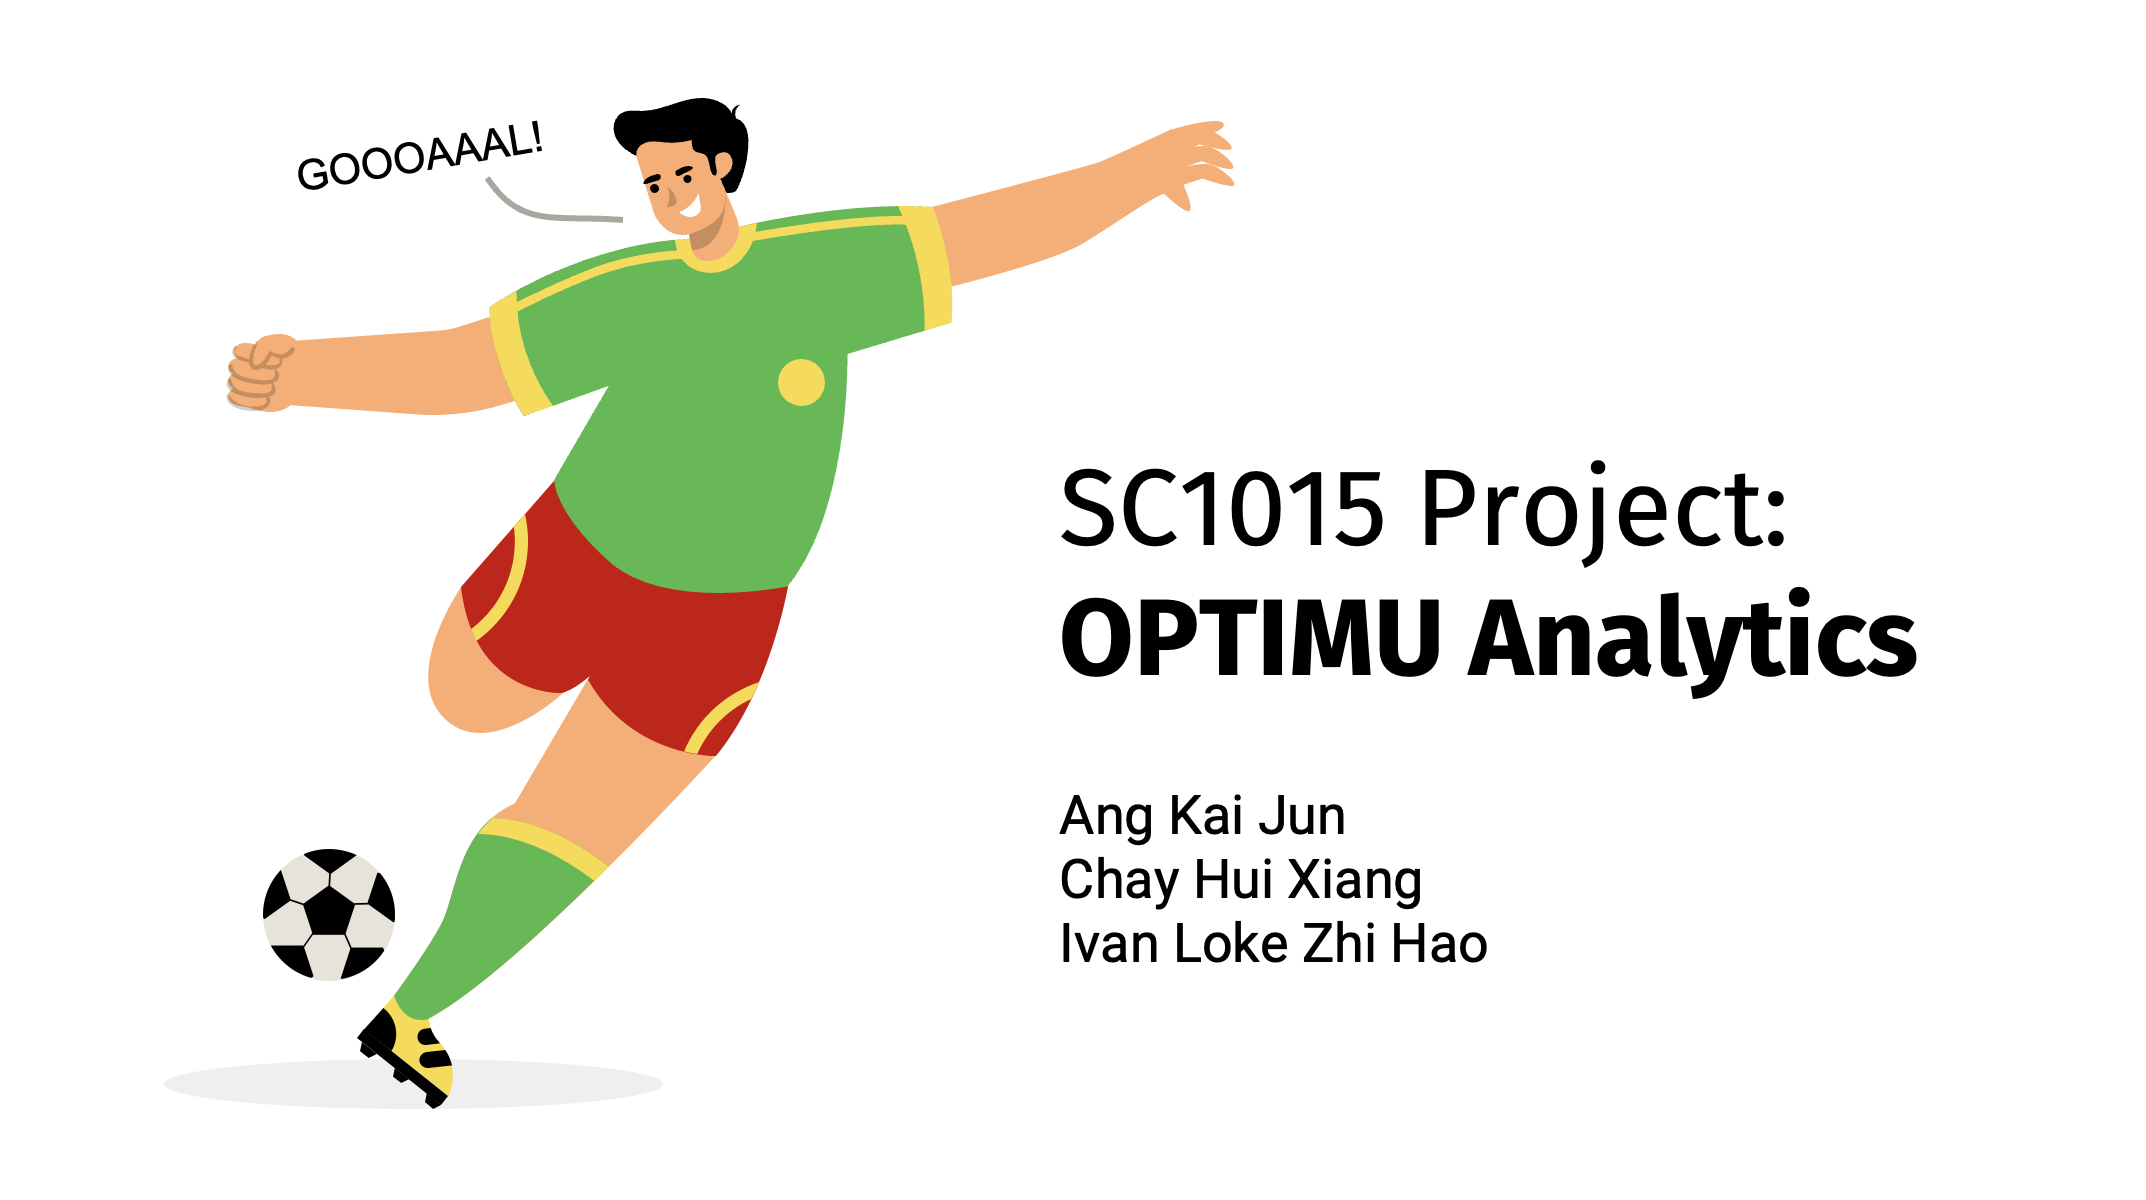 GOOOAAAL!
SC1015 Project:
OPTIMU Analytics
Ang Kai Jun
Chay Hui Xiang
Ivan Loke Zhi Hao